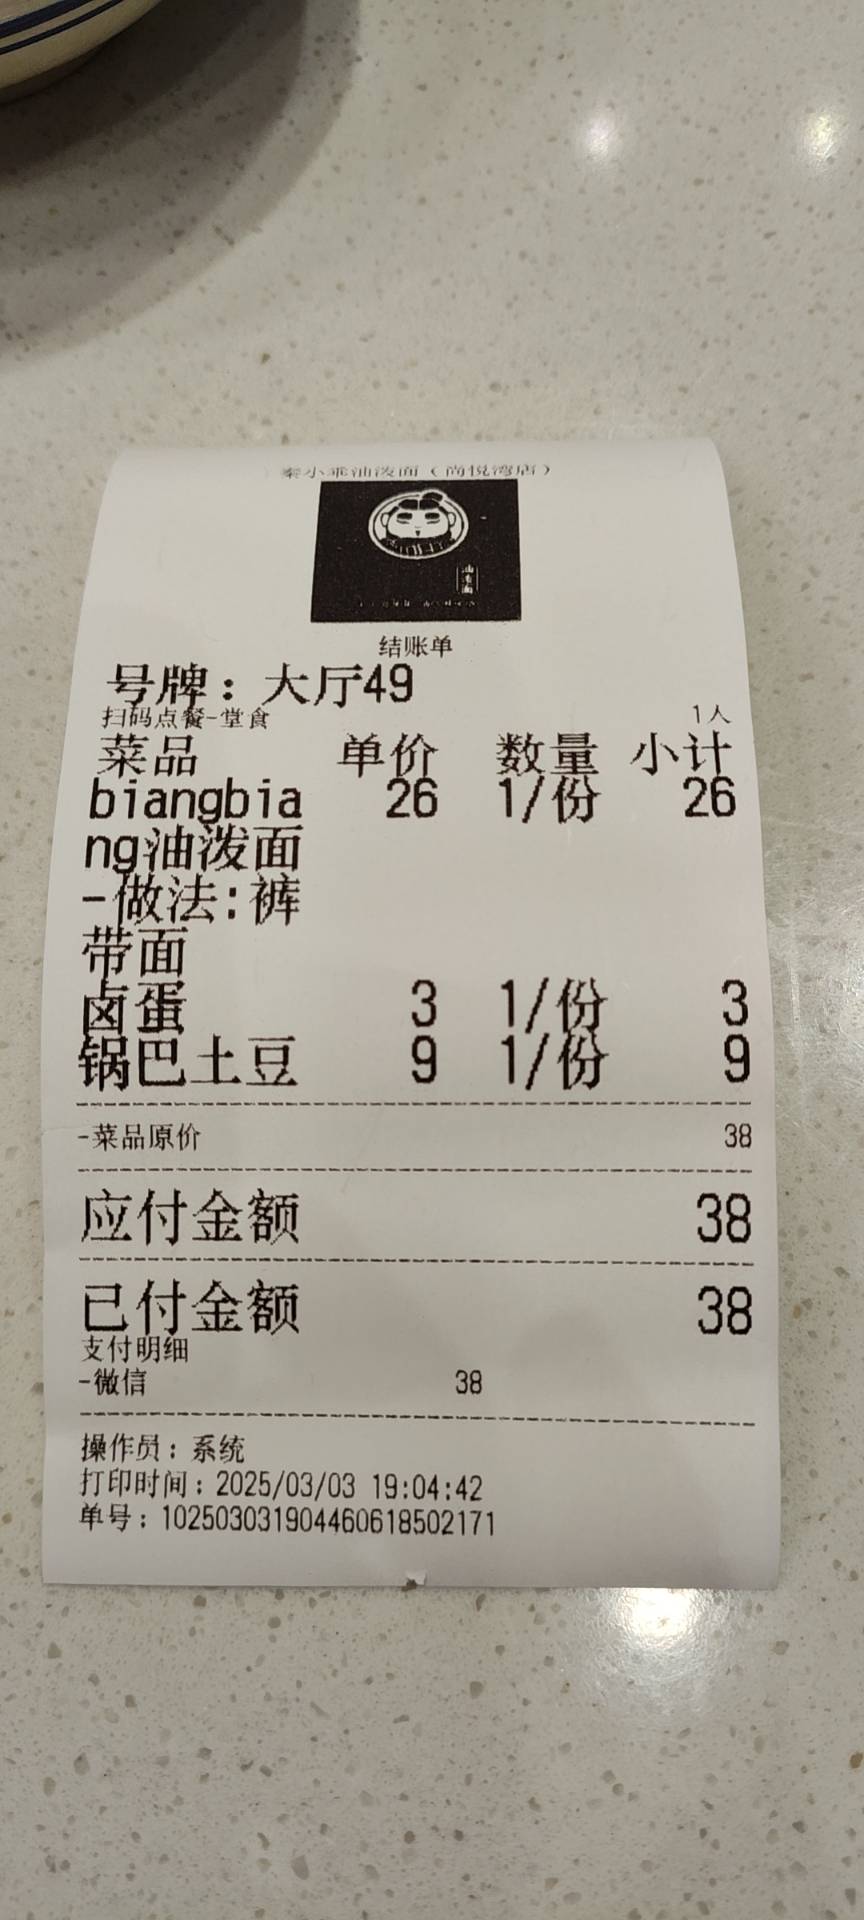 秦小乖油泼面（尚悦湾店）
油泼面
结账单
号牌：大厅49
扫码点餐-堂食 1人
菜品 单价 数量 小计
biangbia 26 1/份 26
ng油泼面
-做法:裤
带面
卤蛋 3 1/份 3
锅巴土豆 9 1/份 9
-菜品原价 38
应付金额 38
已付金额 38
支付明细
-微信 38
操作员：系统
打印时间：2025/03/03 19:04:42
单号：102503031904460618502171